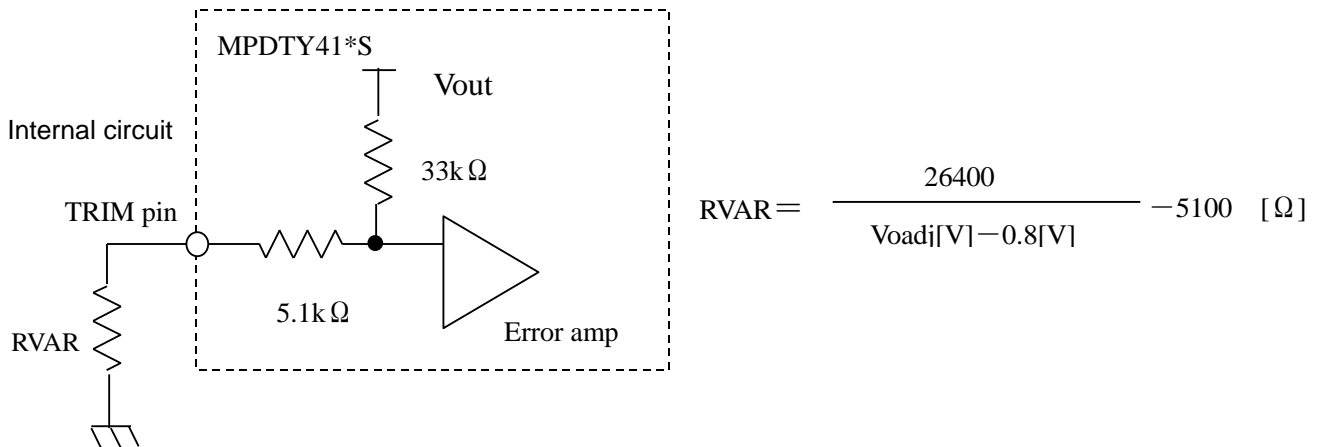 MPDTY41*S
Vout
Internal circuit
33kΩ
TRIM pin
5.1kΩ
RVAR
Error amp
RVAR＝ 26400 －5100 [Ω]
Voadj[V]－0.8[V]